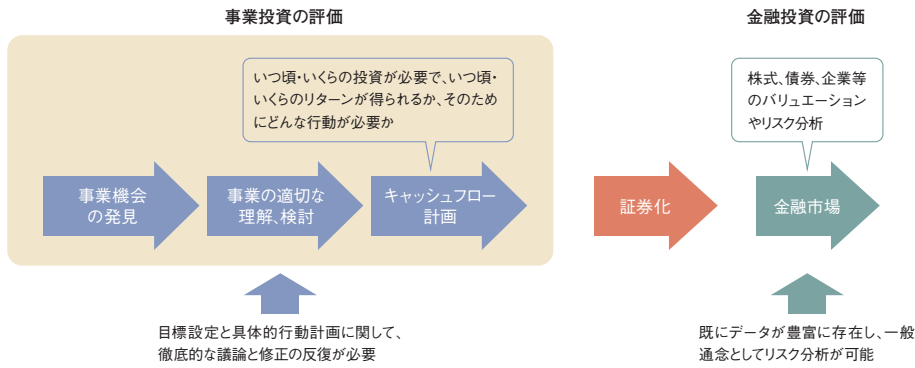 事業投資の評価
いつ頃・いくらの投資が必要で、いつ頃・
いくらのリターンが得られるか、そのため
にどんな行動が必要か
事業機会
の発見
事業の適切な
理解、検討
キャッシュフロー
計画
目標設定と具体的行動計画に関して、
徹底的な議論と修正の反復が必要
証券化
金融投資の評価
株式、債券、企業等
のバリュエーション
やリスク分析
金融市場
既にデータが豊富に存在し、一般
通念としてリスク分析が可能